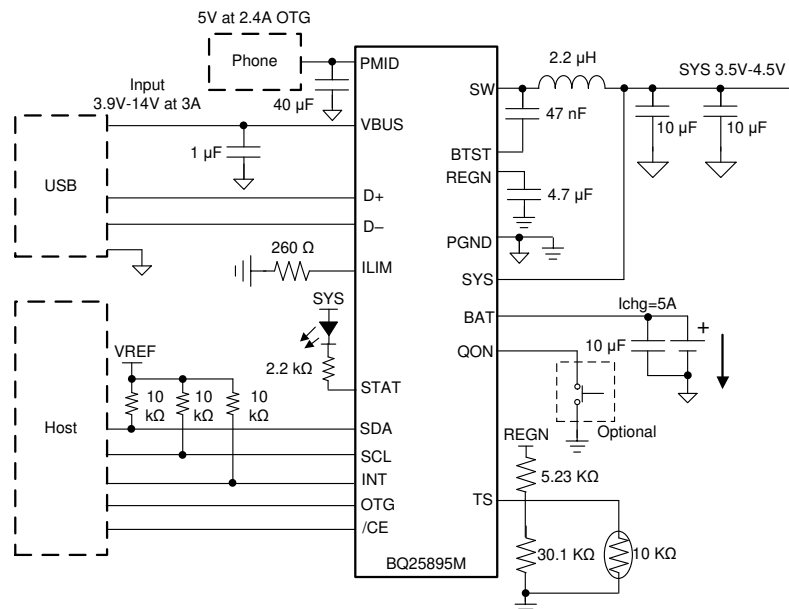 5V at 2.4A OTG
Phone
PMID
Input
3.9V-14V at 3A
40 µF
VBUS
1 µF
USB
D+
D–
260 Ω
ILIM
SYS
2.2 kΩ
STAT
VREF
10
kΩ
10
kΩ
10
kΩ
Host
SDA
SCL
INT
OTG
/CE
BQ25895M
SW
2.2 µH
SYS 3.5V-4.5V
47 nF
10 µF
10 µF
BTST
REGN
4.7 µF
PGND
SYS
BAT
Ichg=5A
10 µF
+
QON
Optional
REGN
5.23 KΩ
TS
30.1 KΩ
10 KΩ